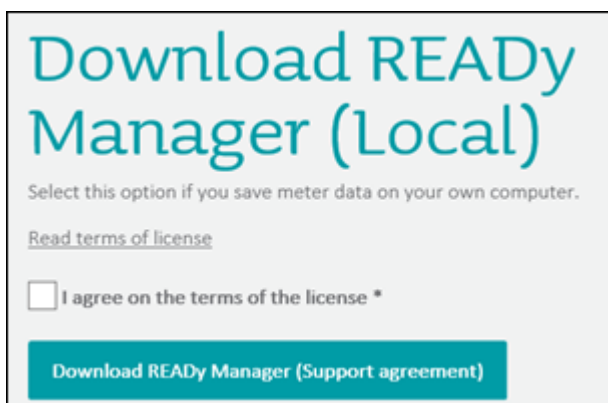 Download READy
Manager (Local)
Select this option if you save meter data on your own computer.
Read terms of license
I agree on the terms of the license *
Download READy Manager (Support agreement)